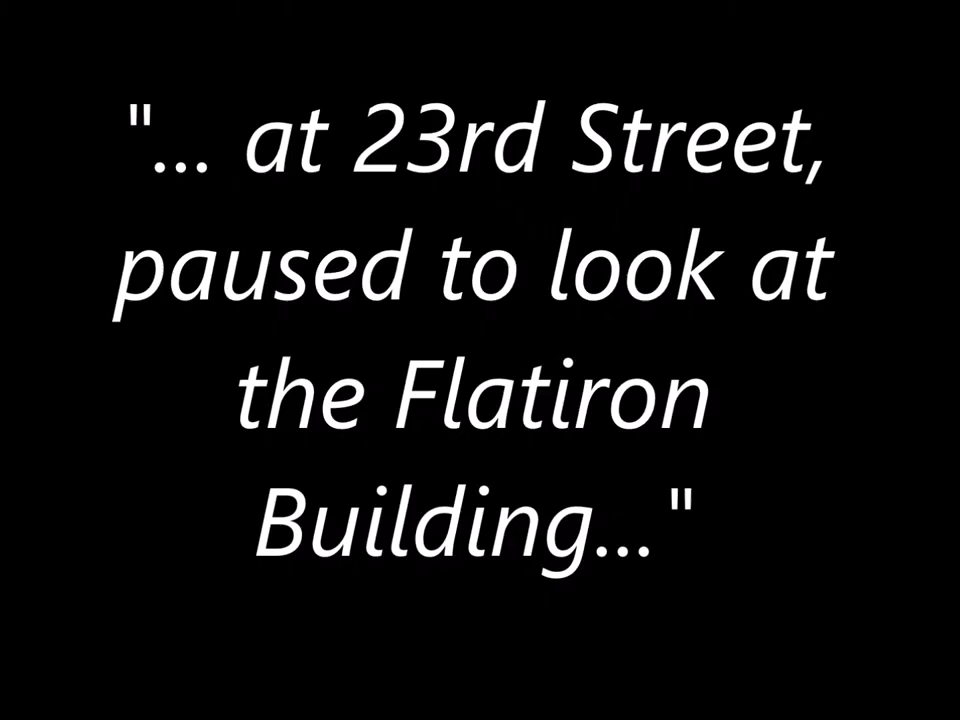 "... at 23rd Street,
paused to look at
the Flatiron
Building..."